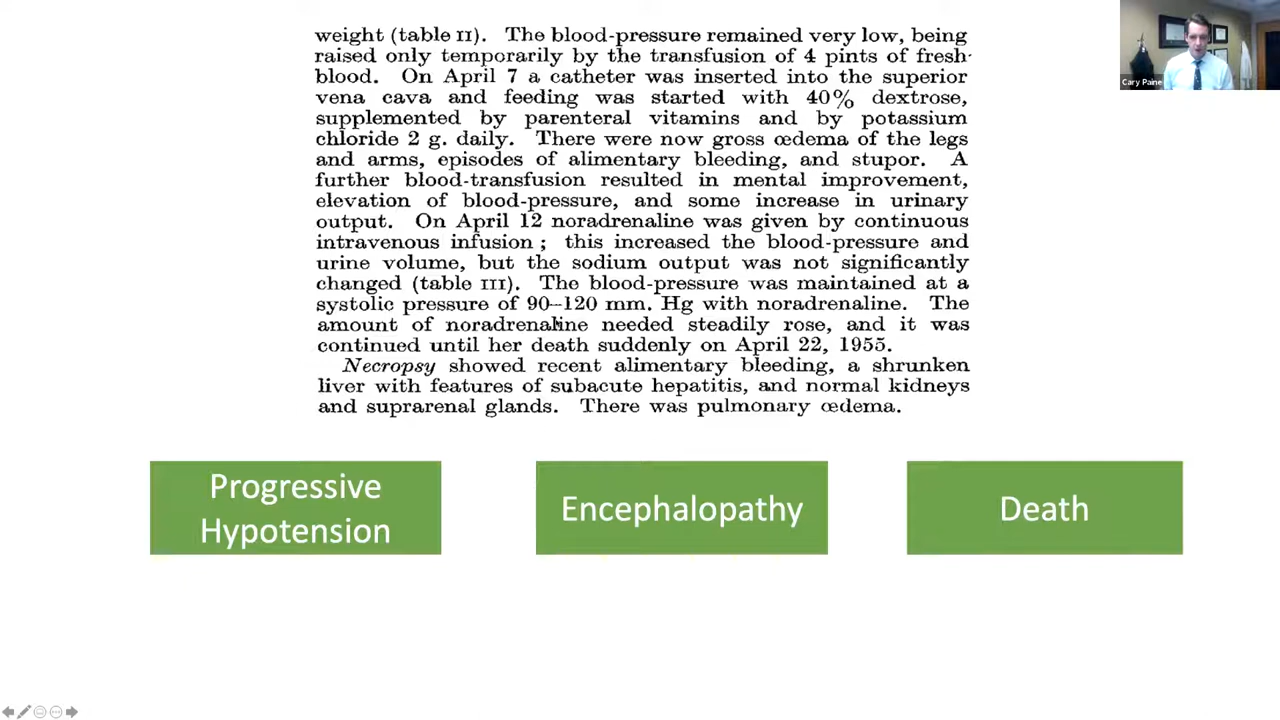 weight (table II). The blood-pressure remained very low, being
raised only temporarily by the transfusion of 4 pints of fresh
blood. On April 7 a catheter was inserted into the superior
vena cava and feeding was started with 40% dextrose,
supplemented by parenteral vitamins and by potassium
chloride 2 g. daily. There were now gross œdema of the legs
and arms, episodes of alimentary bleeding, and stupor. A
further blood-transfusion resulted in mental improvement,
elevation of blood-pressure, and some increase in urinary
output. On April 12 noradrenaline was given by continuous
intravenous infusion ; this increased the blood-pressure and
urine volume, but the sodium output was not significantly
changed (table III). The blood-pressure was maintained at a
systolic pressure of 90–120 mm. Hg with noradrenaline. The
amount of noradrenaline needed steadily rose, and it was
continued until her death suddenly on April 22, 1955.
Necropsy showed recent alimentary bleeding, a shrunken
liver with features of subacute hepatitis, and normal kidneys
and suprarenal glands. There was pulmonary œdema.
Progressive
Hypotension
Encephalopathy
Death
Cary Paine